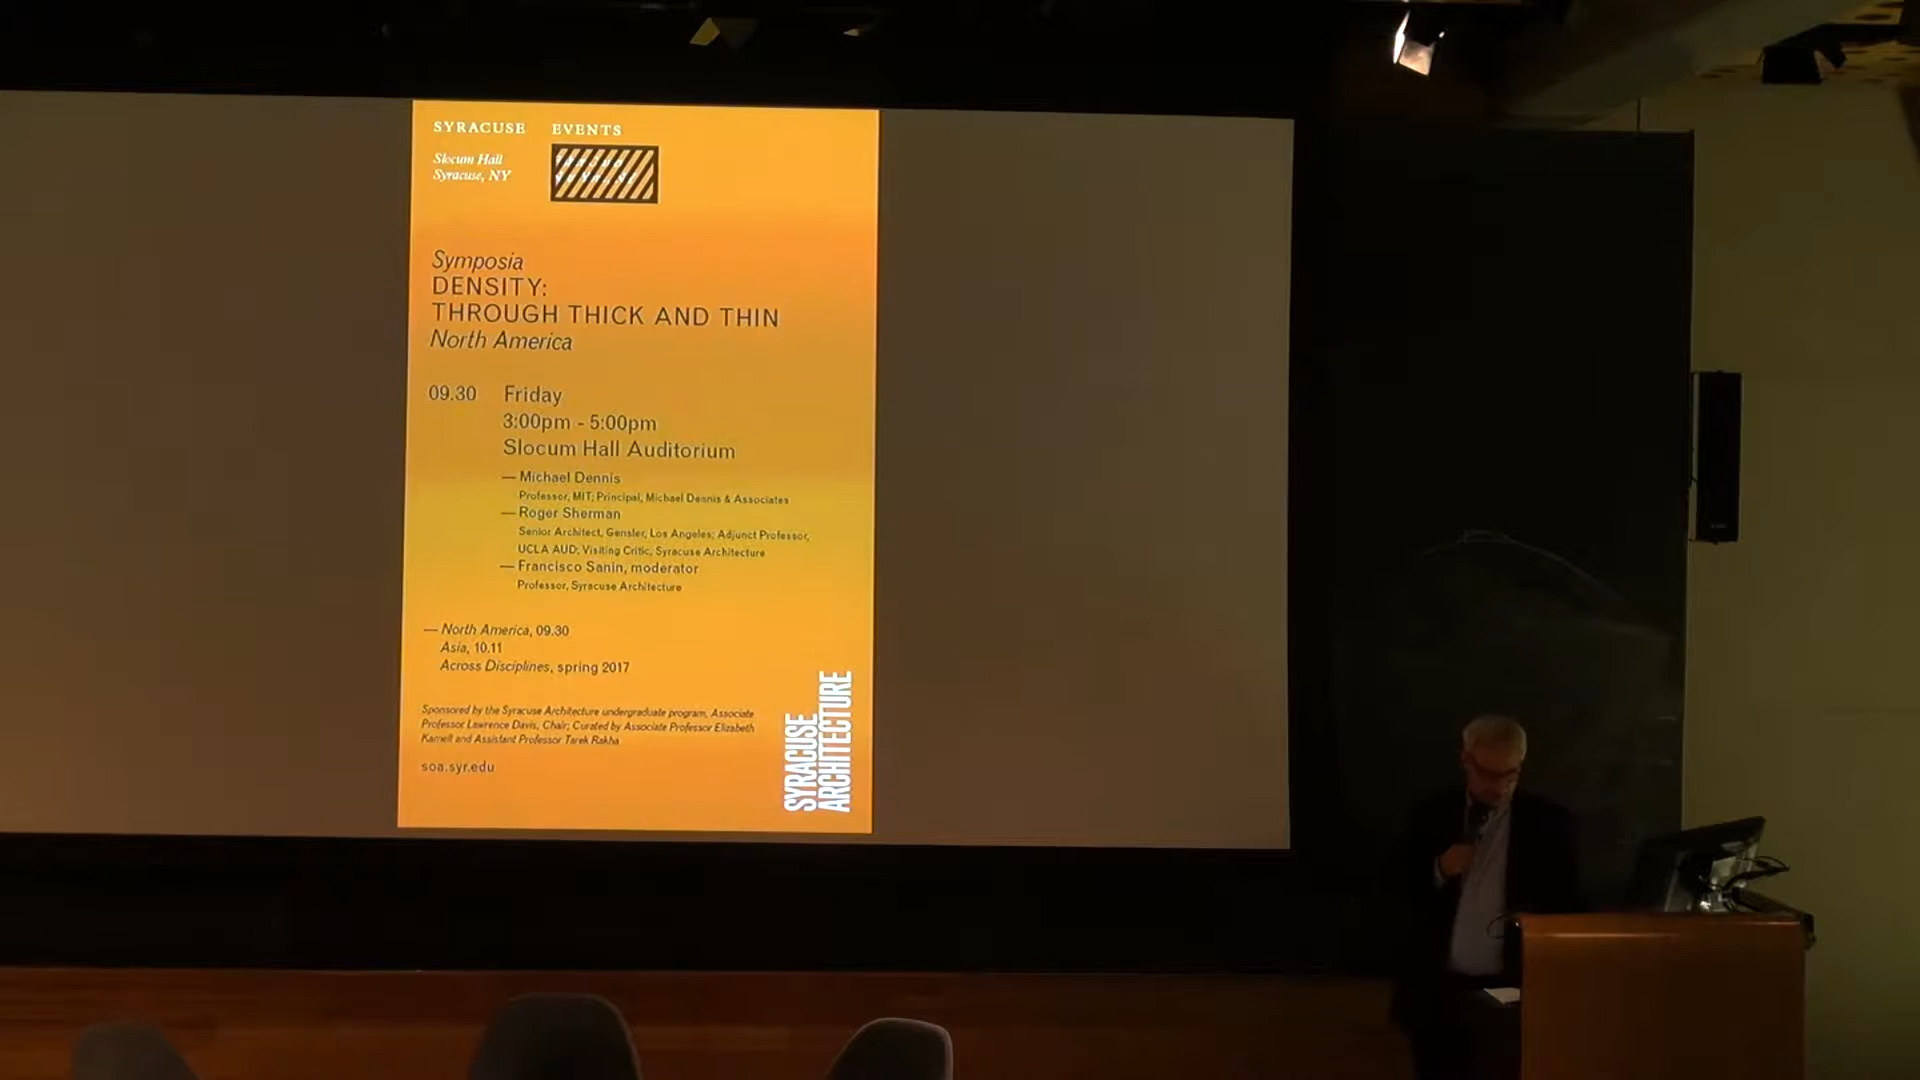 SYRACUSE EVENTS
Slocum Hall
Syracuse, NY
Symposia
DENSITY:
THROUGH THICK AND THIN
North America
09.30 Friday
3:00pm - 5:00pm
Slocum Hall Auditorium
— Michael Dennis
Professor, MIT; Principal, Michael Dennis & Associates
— Roger Sherman
Senior Architect, Gensler, Los Angeles; Adjunct Professor,
UCLA AUD; Visiting Critic, Syracuse Architecture
— Francisco Sanin, moderator
Professor, Syracuse Architecture
— North America, 09.30
Asia, 10.11
Across Disciplines, spring 2017
Sponsored by the Syracuse Architecture undergraduate program, Associate
Professor Lawrence Davis, Chair; Curated by Associate Professor Elizabeth
Kamell and Assistant Professor Tarek Rakha
soa.syr.edu
SYRACUSE
ARCHITECTURE